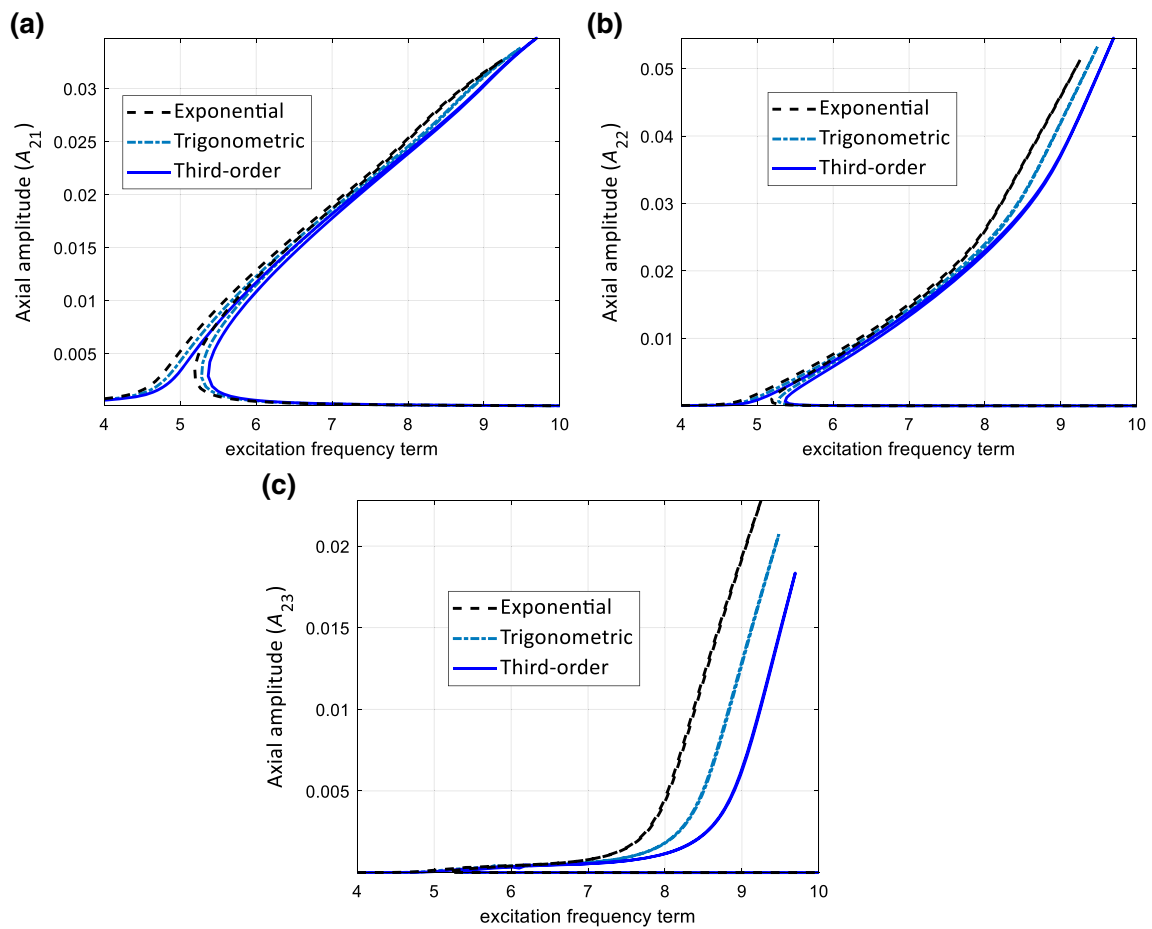 (a)
Axial amplitude (A21)
0.03
0.025
0.02
0.015
0.01
0.005
Exponential
Trigonometric
Third-order
4 5 6 7 8 9 10
excitation frequency term
(b)
Axial amplitude (A22)
0.05
0.04
0.03
0.02
0.01
Exponential
Trigonometric
Third-order
4 5 6 7 8 9 10
excitation frequency term
(c)
Axial amplitude (A23)
0.02
0.015
0.01
0.005
Exponential
Trigonometric
Third-order
4 5 6 7 8 9 10
excitation frequency term